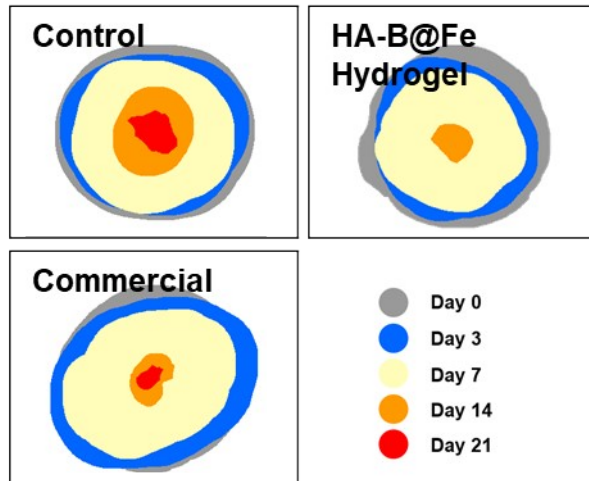 Control
HA-B@Fe
Hydrogel
Commercial
Day 0
Day 3
Day 7
Day 14
Day 21